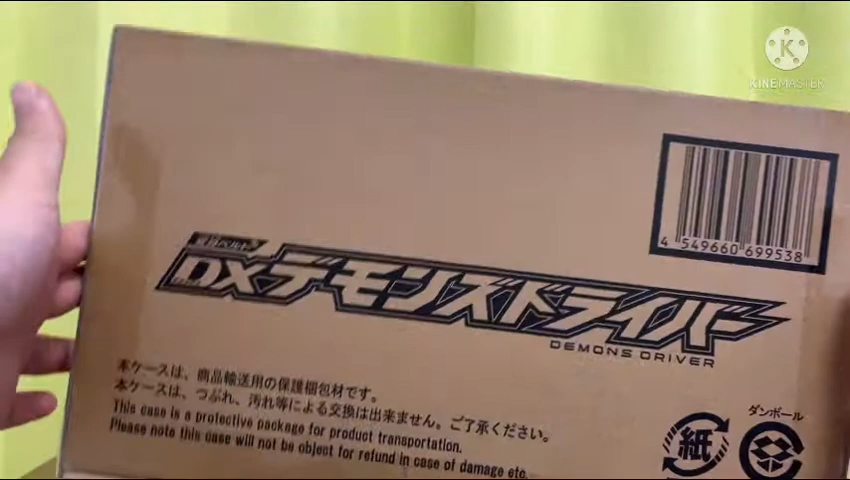 KINEMASTER
4 549660 699538
変身ベルト
DXデモンズドライバー
DEMONS DRIVER
本ケースは、商品輸送用の保護梱包材です。
本ケースは、つぶれ、汚れ等による交換は出来ません。ご了承ください。
This case is a protective package for product transportation.
Please note this case will not be object for refund in case of damage etc.
紙
ダンボール